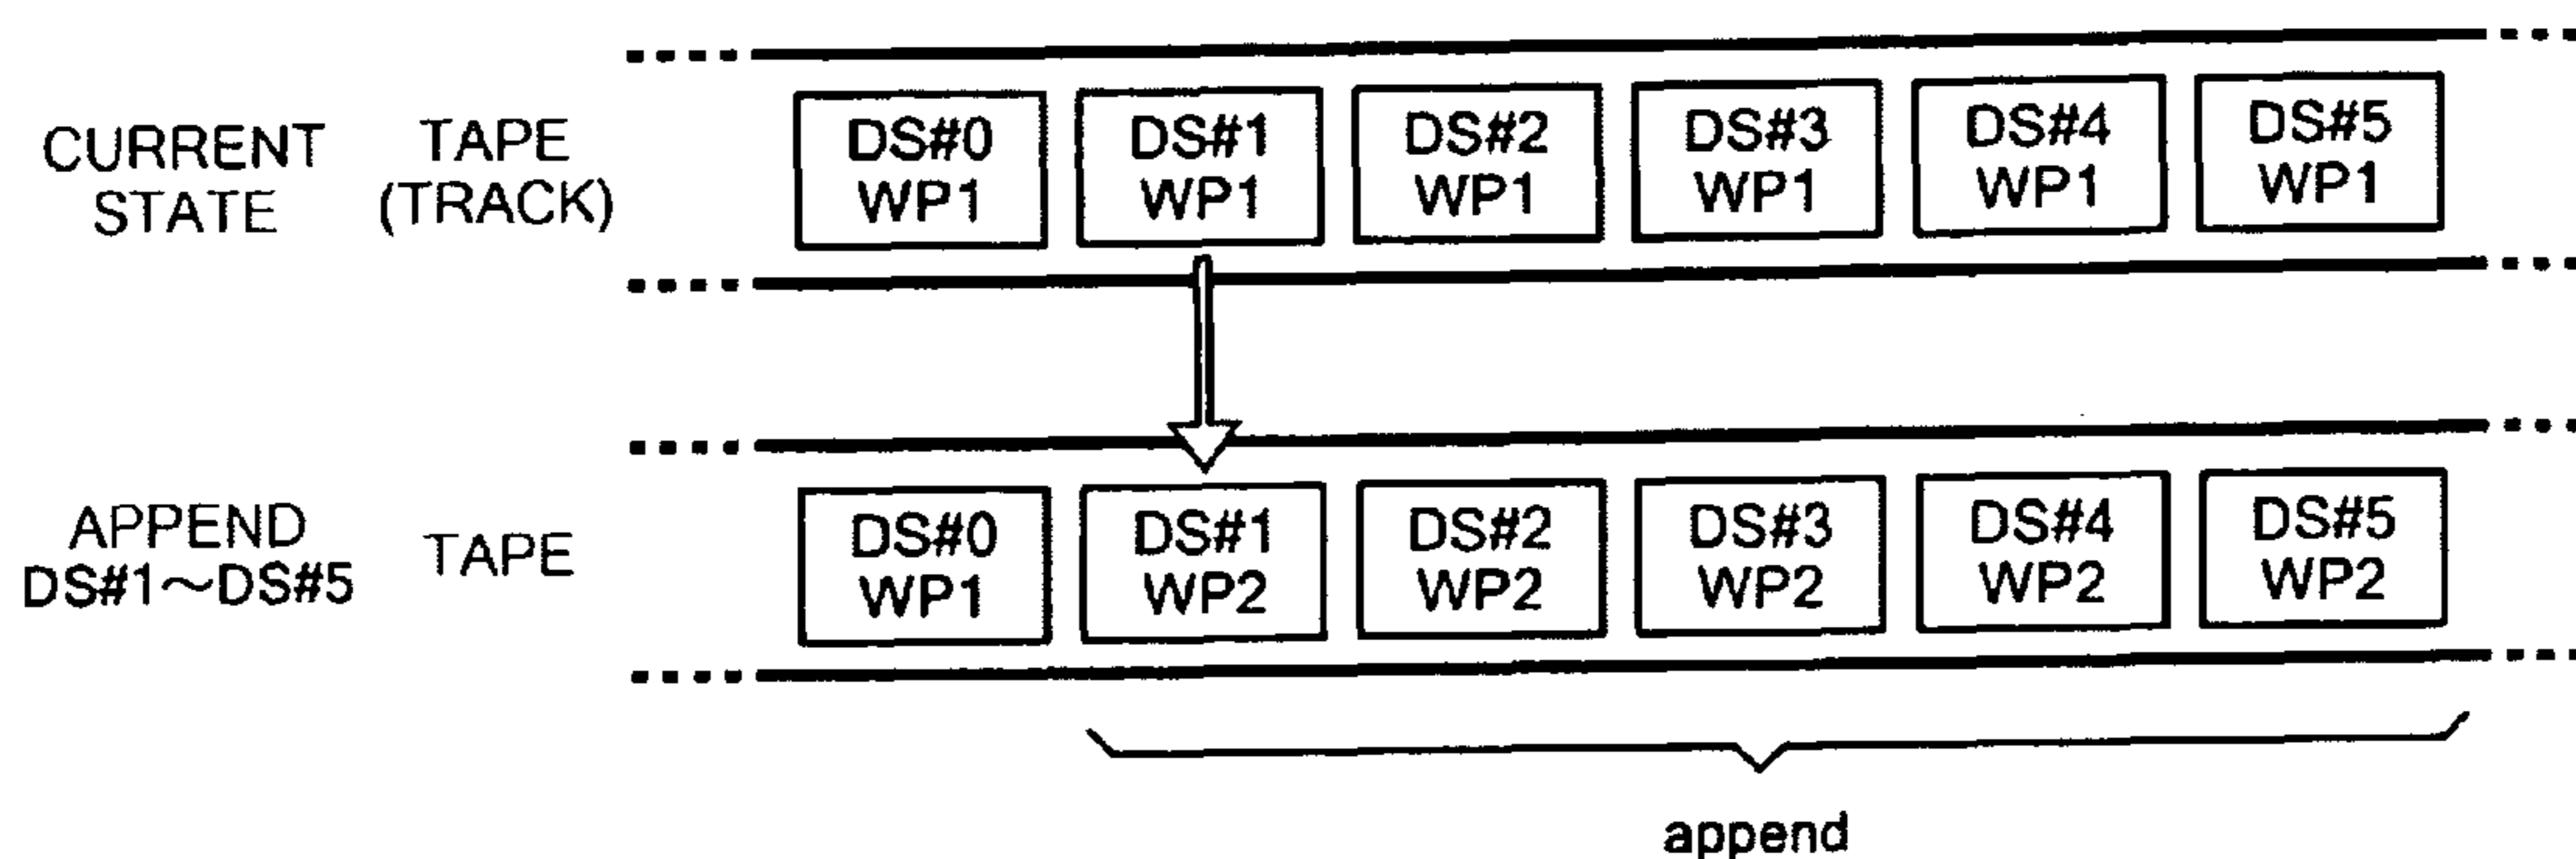 CURRENT
STATE
TAPE
(TRACK)
DS#0
WP1
DS#1
WP1
DS#2
WP1
DS#3
WP1
DS#4
WP1
DS#5
WP1
APPEND
DS#1～DS#5
TAPE
DS#0
WP1
DS#1
WP2
DS#2
WP2
DS#3
WP2
DS#4
WP2
DS#5
WP2
append